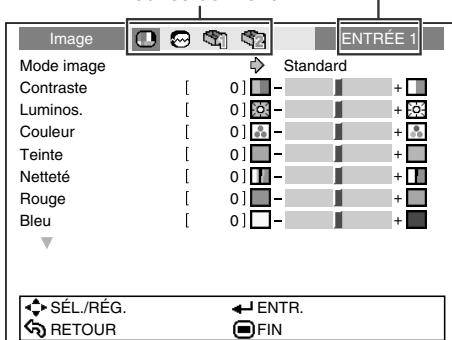 Image ENTRÉE 1
Mode image Standard
Contraste [ 0 ] - +
Luminos. [ 0 ] - +
Couleur [ 0 ] - +
Teinte [ 0 ] - +
Netteté [ 0 ] - +
Rouge [ 0 ] - +
Bleu [ 0 ] - +
SÉL./RÉG. ENTR.
RETOUR FIN